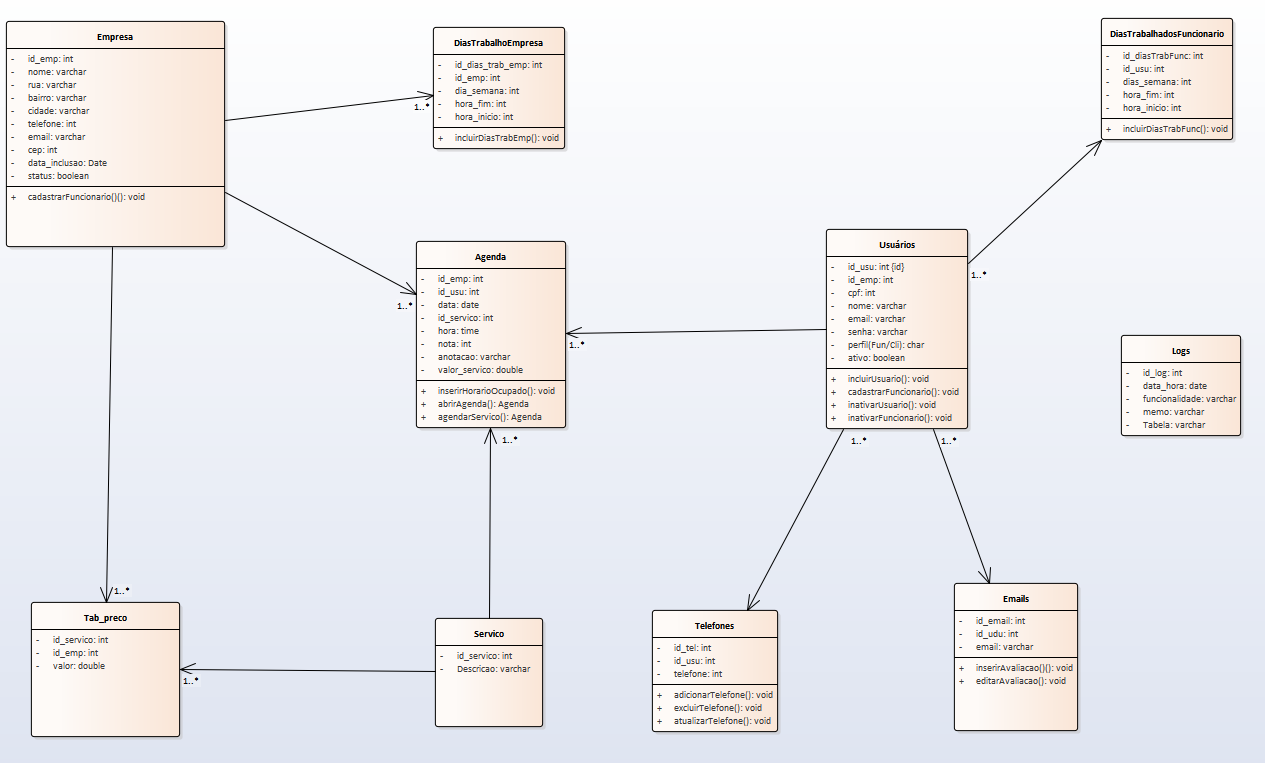 Empresa
- id_emp: int
- nome: varchar
- rua: varchar
- bairro: varchar
- cidade: varchar
- telefone: int
- email: varchar
- cep: int
- data_inclusao: Date
- status: boolean
+ cadastrarFuncionario()(): void
DiasTrabalhoEmpresa
- id_dias_trab_emp: int
- id_emp: int
- dia_semana: int
- hora_fim: int
- hora_inicio: int
+ incluirDiasTrabEmp(): void
1..*
DiasTrabalhadosFuncionario
- id_diasTrabFunc: int
- id_usu: int
- dias_semana: int
- hora_fim: int
- hora_inicio: int
+ incluirDiasTrabFunc(): void
1..*
Agenda
- id_emp: int
- id_usu: int
- data: date
- id_servico: int
- hora: time
- nota: int
- anotacao: varchar
- valor_servico: double
+ inserirHorarioOcupado(): void
+ abrirAgenda(): Agenda
+ agendarServico(): Agenda
1..*
1..*
1..*
Usuários
- id_usu: int {id}
- id_emp: int
- cpf: int
- nome: varchar
- email: varchar
- senha: varchar
- perfil(Fun/Cli): char
- ativo: boolean
+ incluirUsuario(): void
+ cadastrarFuncionario(): void
+ inativarUsuario(): void
+ inativarFuncionario(): void
1..*
1..*
Logs
- id_log: int
- data_hora: date
- funcionalidade: varchar
- memo: varchar
- Tabela: varchar
1..*
Tab_preco
- id_servico: int
- id_emp: int
- valor: double
1..*
Servico
- id_servico: int
- Descricao: varchar
Telefones
- id_tel: int
- id_usu: int
- telefone: int
+ adicionarTelefone(): void
+ excluirTelefone(): void
+ atualizarTelefone(): void
Emails
- id_email: int
- id_udu: int
- email: varchar
+ inserirAvaliacao()(): void
+ editarAvaliacao(): void